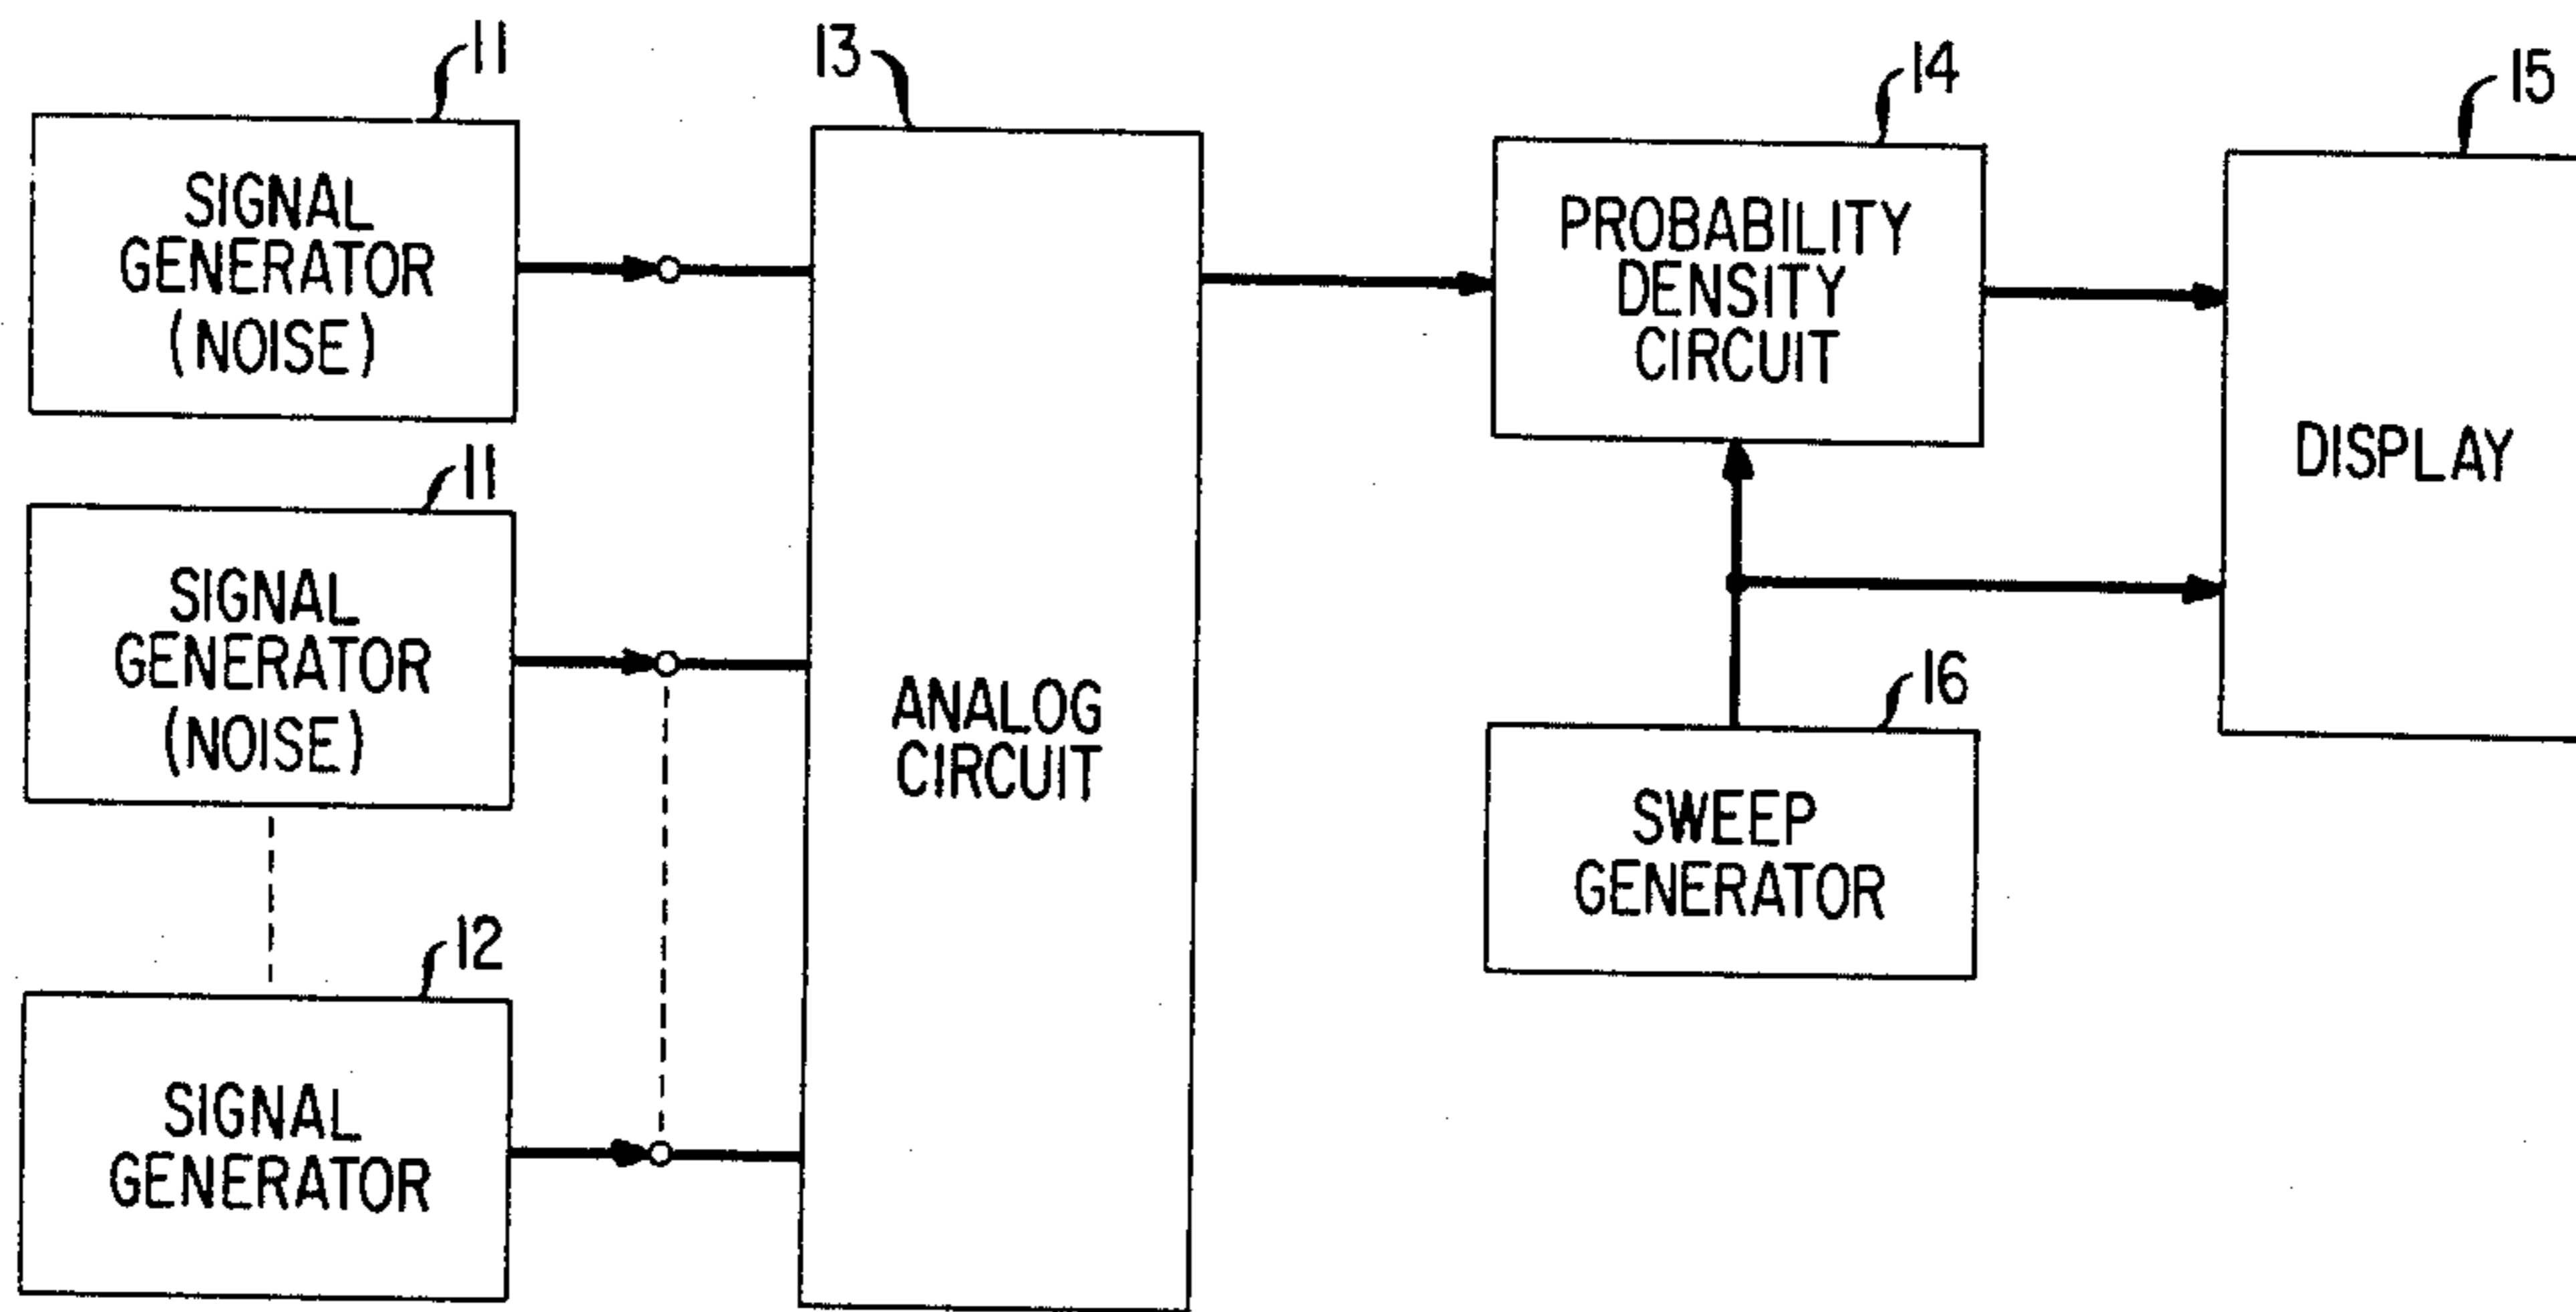 11
SIGNAL
GENERATOR
(NOISE)
11
SIGNAL
GENERATOR
(NOISE)
12
SIGNAL
GENERATOR
13
ANALOG
CIRCUIT
14
PROBABILITY
DENSITY
CIRCUIT
16
SWEEP
GENERATOR
15
DISPLAY